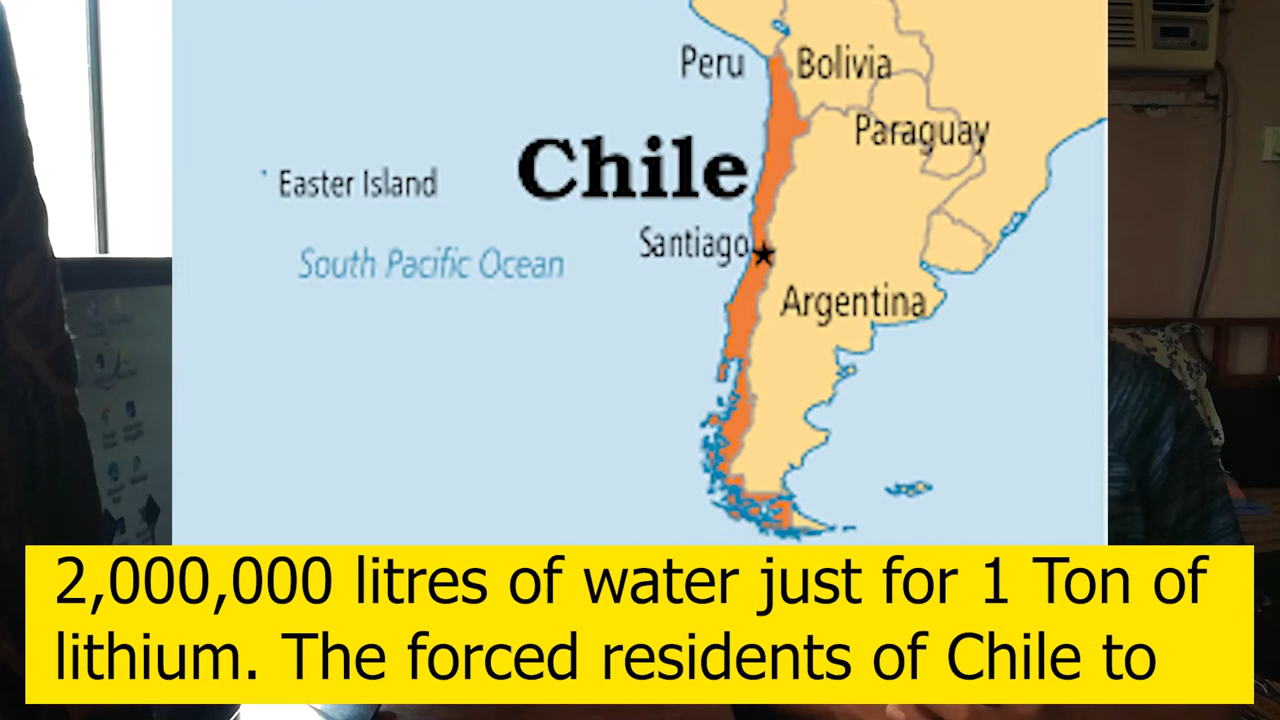 Peru
Bolivia
Paraguay
Chile
Easter Island
Santiago
South Pacific Ocean
Argentina
2,000,000 litres of water just for 1 Ton of
lithium. The forced residents of Chile to